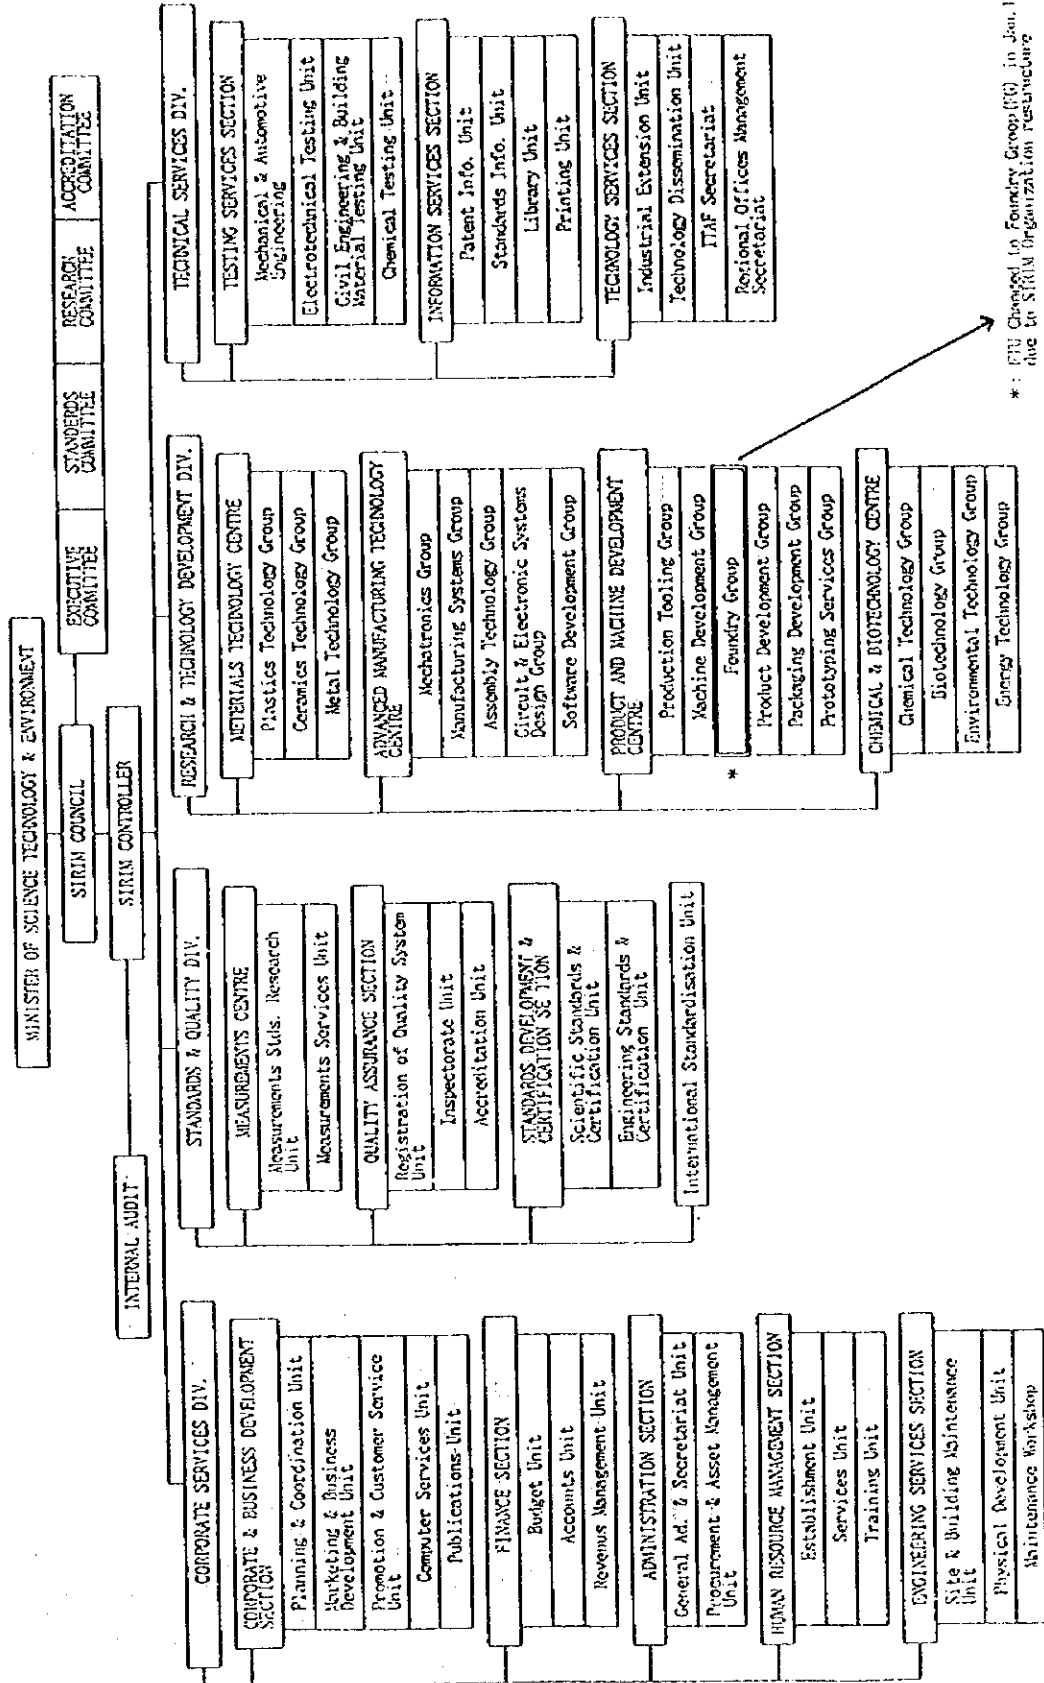 MINISTER OF SCIENCE TECHNOLOGY & ENVIRONMENT
SIRIM COUNCIL
EXECUTIVE
COMMITTEE
STANDERDS
COMMITTEE
RESEARCH
COMMITTEE
ACCREDITATION
COMMITTEE
SIRIM CONTROLLER
INTERNAL AUDIT
CORPORATE SERVICES DIV.
CORPORATE & BUSINESS DEVELOPMENT
SECTION
Planning & Coordination Unit
Marketing & Business
Development Unit
Promotion & Customer Service
Unit
Computer Services Unit
Publications Unit
FINANCE SECTION
Budget Unit
Accounts Unit
Revenus Management Unit
ADMINISTRATION SECTION
General Ad. & Secretariat Unit
Procurement & Asset Management
Unit
HUMAN RESOURCE MANAGEMENT SECTION
Establishment Unit
Services Unit
Training Unit
ENGINEERING SERVICES SECTION
Site & Building Maintenance
Unit
Physical Development Unit
Maintenance Workshop
STANDARDS & QUALITY DIV.
MEASUREMENTS CENTRE
Measurements Stds. Research
Unit
Measurements Services Unit
QUALITY ASSURANCE SECTION
Registration of Quality System
Unit
Inspectorate Unit
Accreditation Unit
STANDARDS DEVELOPMENT &
CERTIFICATION SE TION
Scientific Standards &
Certification Unit
Engineering Standards &
Certification Unit
International Standardisation Unit
RESEARCH & TECHNOLOGY DEVELOPMENT DIV.
METERIALS TECHNOLOGY CENTRE
Plastics Technology Group
Ceramics Technology Group
Metal Technology Group
ADVANCED MANUFACTURING TECHNOLOGY
CENTRE
Mechatronics Group
Manufacturing Systems Group
Assembly Technology Group
Circuit & Electronic Systems
Design Group
Software Development Group
PRODUCT AND MACHINE DEVELOPMENT
CENTRE
Production Tooling Group
Machine Development Group
* Foundry Group
Product Development Group
Packaging Development Group
Prototyping Services Group
CHEMICAL & BIOTECHNOLOGY CENTRE
Chemical Technology Group
Biotechnology Group
Environmental Technology Group
Energy Technology Group
TECHNICAL SERVICES DIV.
TESTING SERVICES SECTION
Mechanical & Automotive
Engineering
Electrotechnical Testing Unit
Civil Engineering & Building
Material Testing Unit
Chemical Testing Unit
INFORMATION SERVICES SECTION
Patent Info. Unit
Standards Info. Unit
Library Unit
Printing Unit
TECHNOLOGY SERVICES SECTION
Industrial Extension Unit
Technology Dissemination Unit
ITAF Secretariat
Regional Offices Management
Secretariat
* : Changed to Foundry Group in Jan.
due to SIRIM Organization restructure